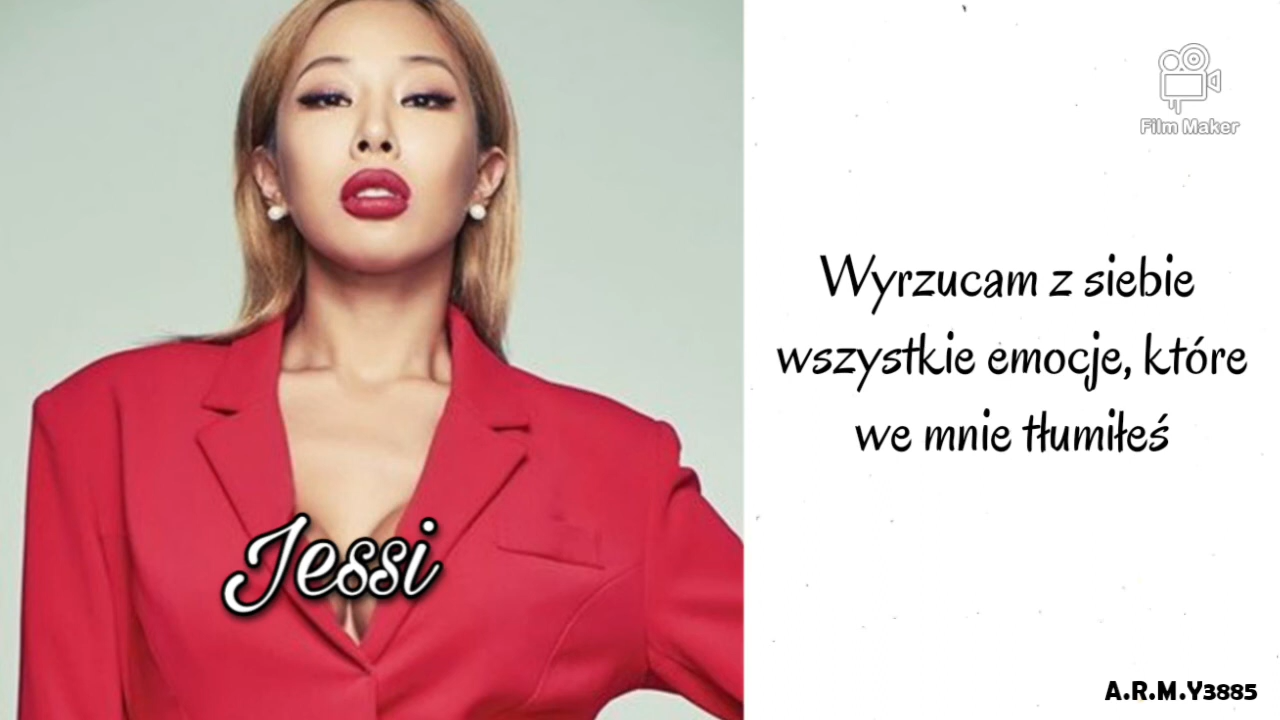 Film Maker
Wyrzucam z siebie
wszystkie emocje, które
we mnie tłumiłeś
Jessi
A.R.M.Y3885